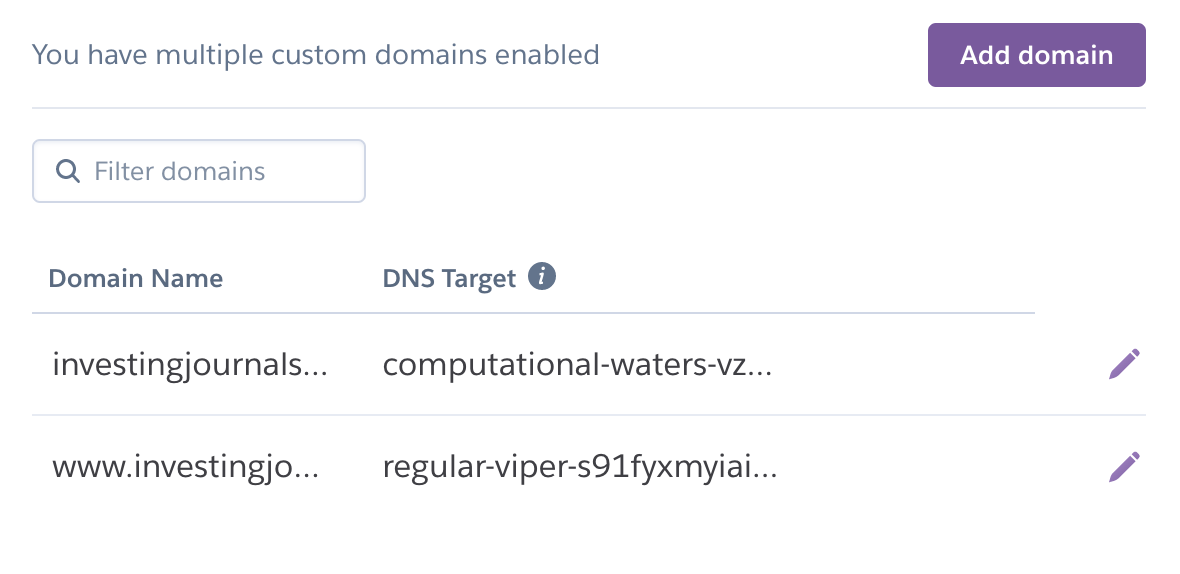 You have multiple custom domains enabled
Add domain
Filter domains
Domain Name DNS Target i
investingjournals... computational-waters-vz...
www.investingjo... regular-viper-s91fyxmyiai...